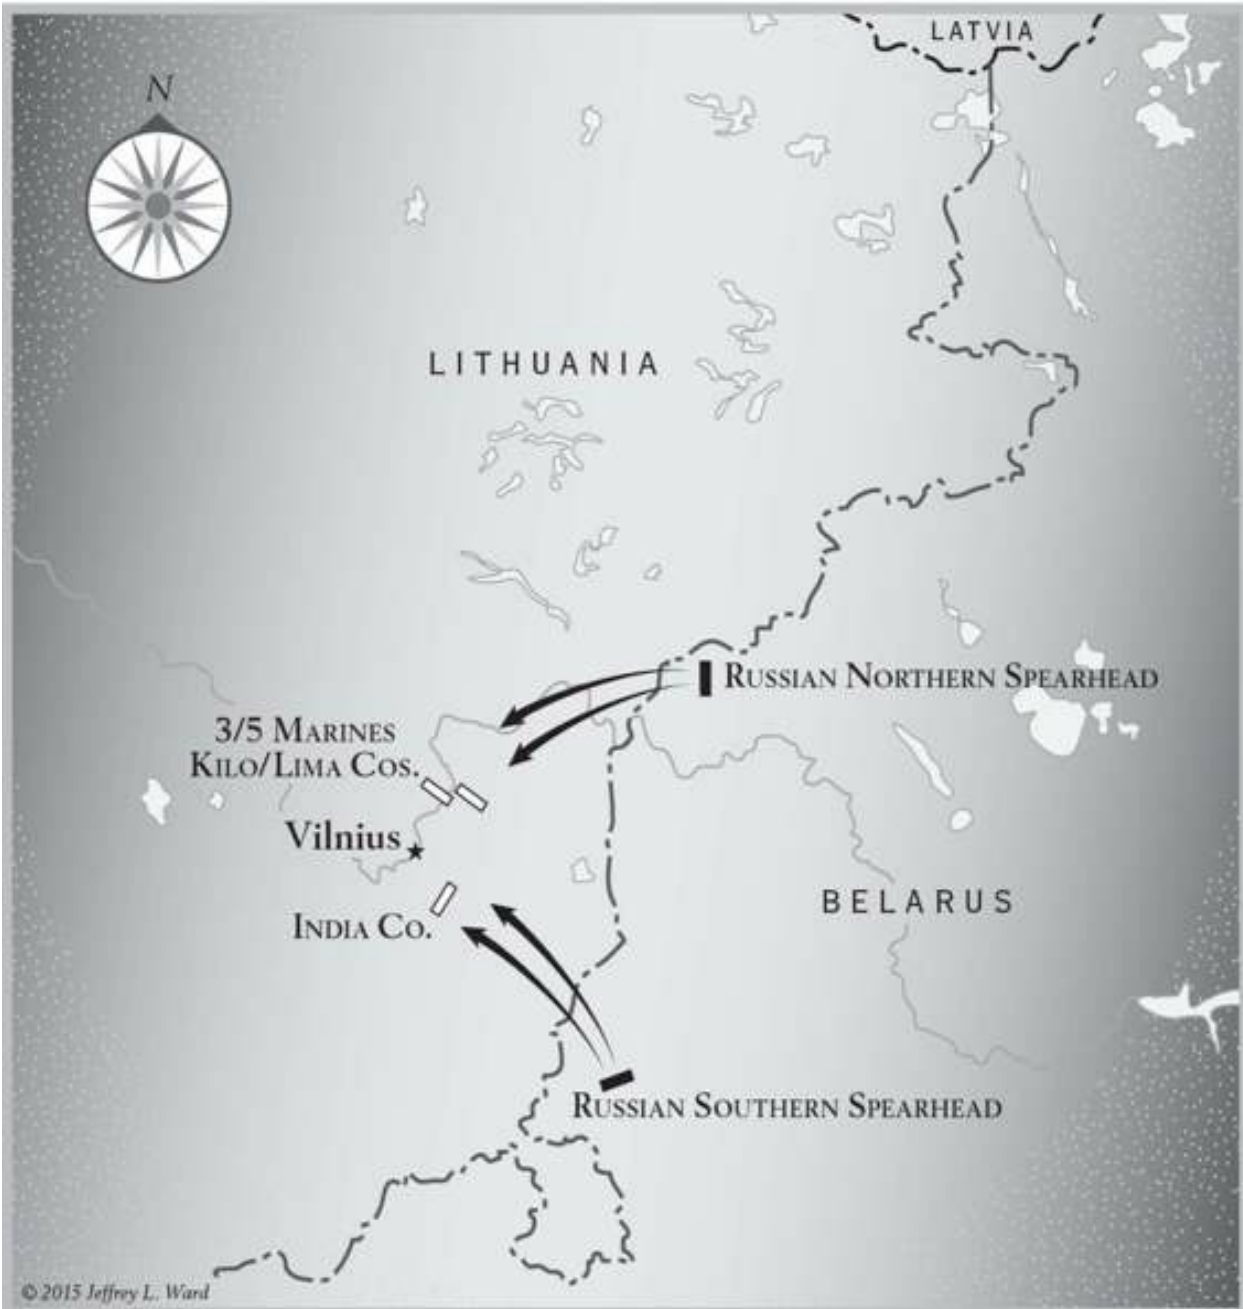 LATVIA
N
LITHUANIA
RUSSIAN NORTHERN SPEARHEAD
3/5 MARINES
KILO/LIMA COS.
Vilnius
BELARUS
INDIA CO.
RUSSIAN SOUTHERN SPEARHEAD
© 2015 Jeffrey L. Ward